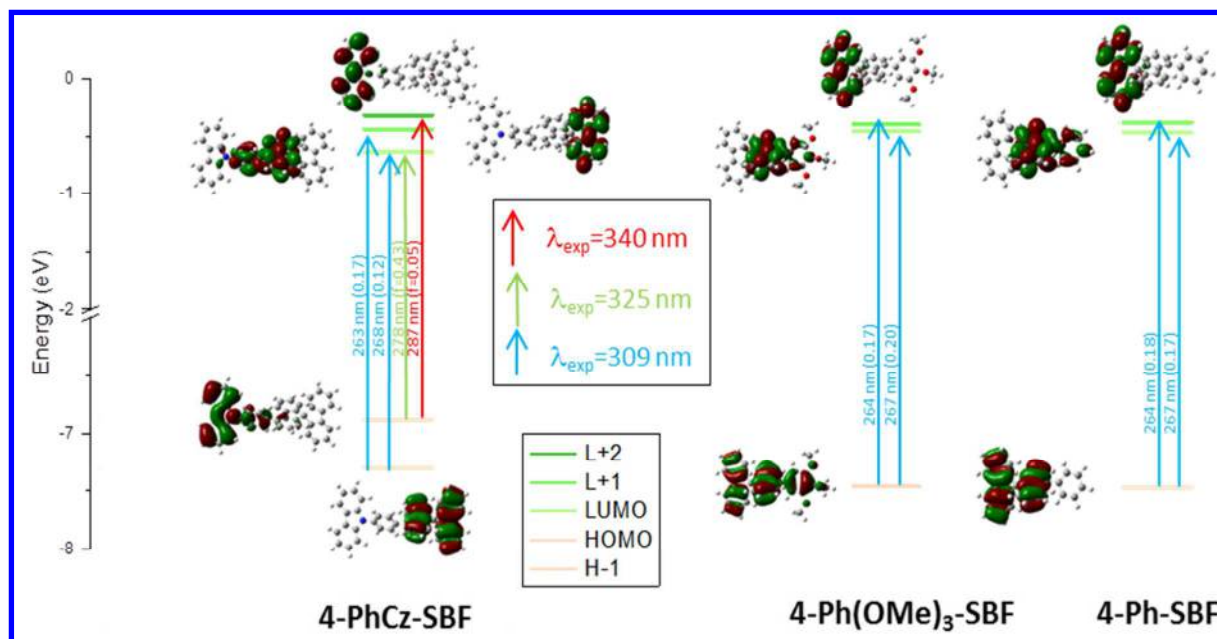 Energy (eV)
0
-1
-2
-7
-8
263 nm (0.17)
268 nm (0.12)
278 nm (f=0.43)
287 nm (f=0.05)
λexp=340 nm
λexp=325 nm
λexp=309 nm
L+2
L+1
LUMO
HOMO
H-1
264 nm (0.17)
267 nm (0.20)
264 nm (0.18)
267 nm (0.17)
4-PhCz-SBF
4-Ph(OMe)₃-SBF
4-Ph-SBF